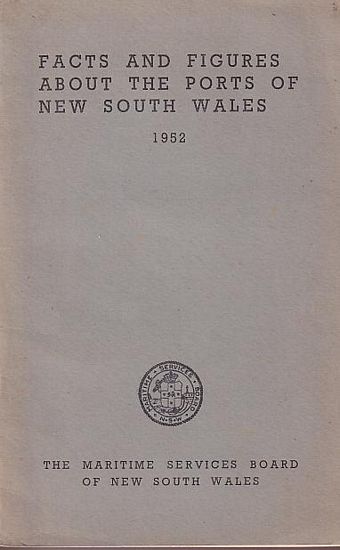 FACTS AND FIGURES
ABOUT THE PORTS OF
NEW SOUTH WALES
1952
MARITIME SERVICES BOARD
N·S·W
THE MARITIME SERVICES BOARD
OF NEW SOUTH WALES